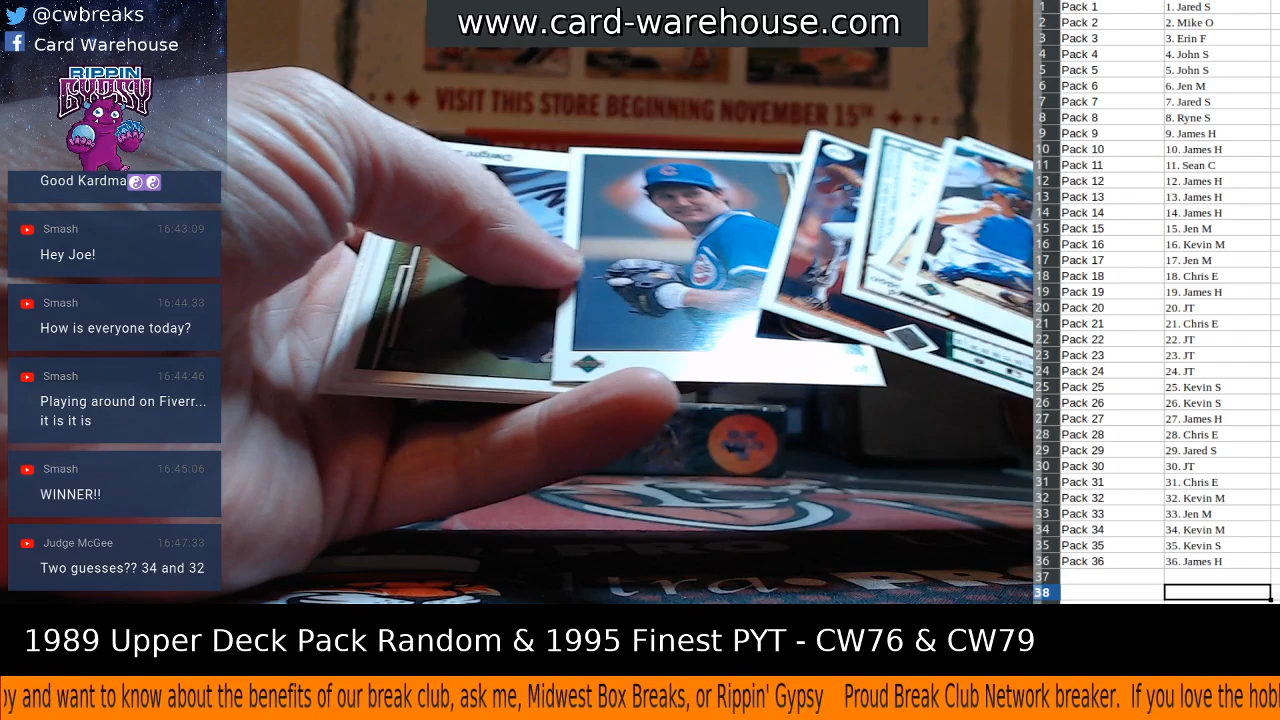 @cwbreaks
Card Warehouse
RIPPIN
GYPSY
Good Kardma
Smash 16:43:09
Hey Joe!
Smash 16:44:33
How is everyone today?
Smash 16:44:46
Playing around on Fiverr...
it is it is
Smash 16:45:06
WINNER!!
Judge McGee 16:47:33
Two guesses?? 34 and 32
www.card-warehouse.com
VISIT THIS STORE BEGINNING NOVEMBER 15TH
Dwight
1 Pack 1 1. Jared S
2 Pack 2 2. Mike O
3 Pack 3 3. Erin F
4 Pack 4 4. John S
5 Pack 5 5. John S
6 Pack 6 6. Jen M
7 Pack 7 7. Jared S
8 Pack 8 8. Ryne S
9 Pack 9 9. James H
10 Pack 10 10. James H
11 Pack 11 11. Sean C
12 Pack 12 12. James H
13 Pack 13 13. James H
14 Pack 14 14. James H
15 Pack 15 15. Jen M
16 Pack 16 16. Kevin M
17 Pack 17 17. Jen M
18 Pack 18 18. Chris E
19 Pack 19 19. James H
20 Pack 20 20. JT
21 Pack 21 21. Chris E
22 Pack 22 22. JT
23 Pack 23 23. JT
24 Pack 24 24. JT
25 Pack 25 25. Kevin S
26 Pack 26 26. Kevin S
27 Pack 27 27. James H
28 Pack 28 28. Chris E
29 Pack 29 29. Jared S
30 Pack 30 30. JT
31 Pack 31 31. Chris E
32 Pack 32 32. Kevin M
33 Pack 33 33. Jen M
34 Pack 34 34. Kevin M
35 Pack 35 35. Kevin S
36 Pack 36 36. James H
37
38
1989 Upper Deck Pack Random & 1995 Finest PYT - CW76 & CW79
and want to know about the benefits of our break club, ask me, Midwest Box Breaks, or Rippin' Gypsy Proud Break Club Network breaker. If you love the hob